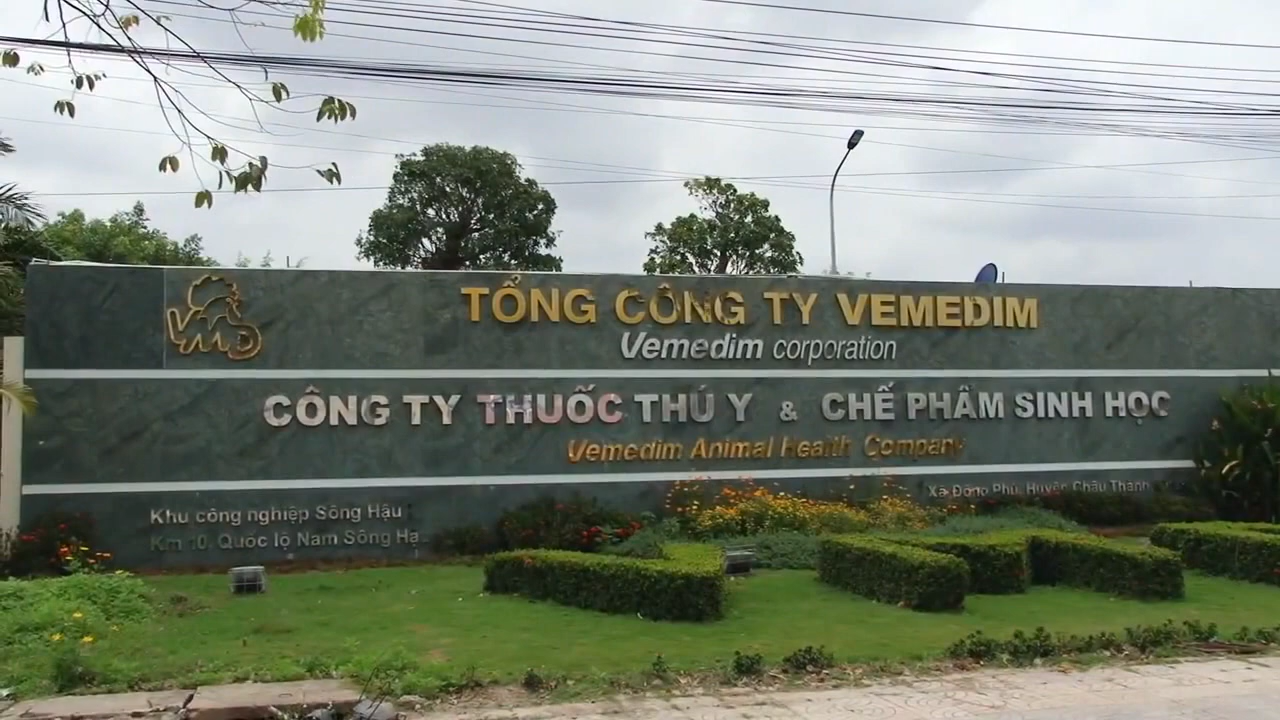 VMD
TỔNG CÔNG TY VEMEDIM
Vemedim corporation
CÔNG TY THUỐC THÚ Y & CHẾ PHẨM SINH HỌC
Vemedim Animal Health Company
Khu công nghiệp Sông Hậu
Xã Đông Phú, Huyện Châu Thành
Km 10, Quốc lộ Nam Sông Hậ